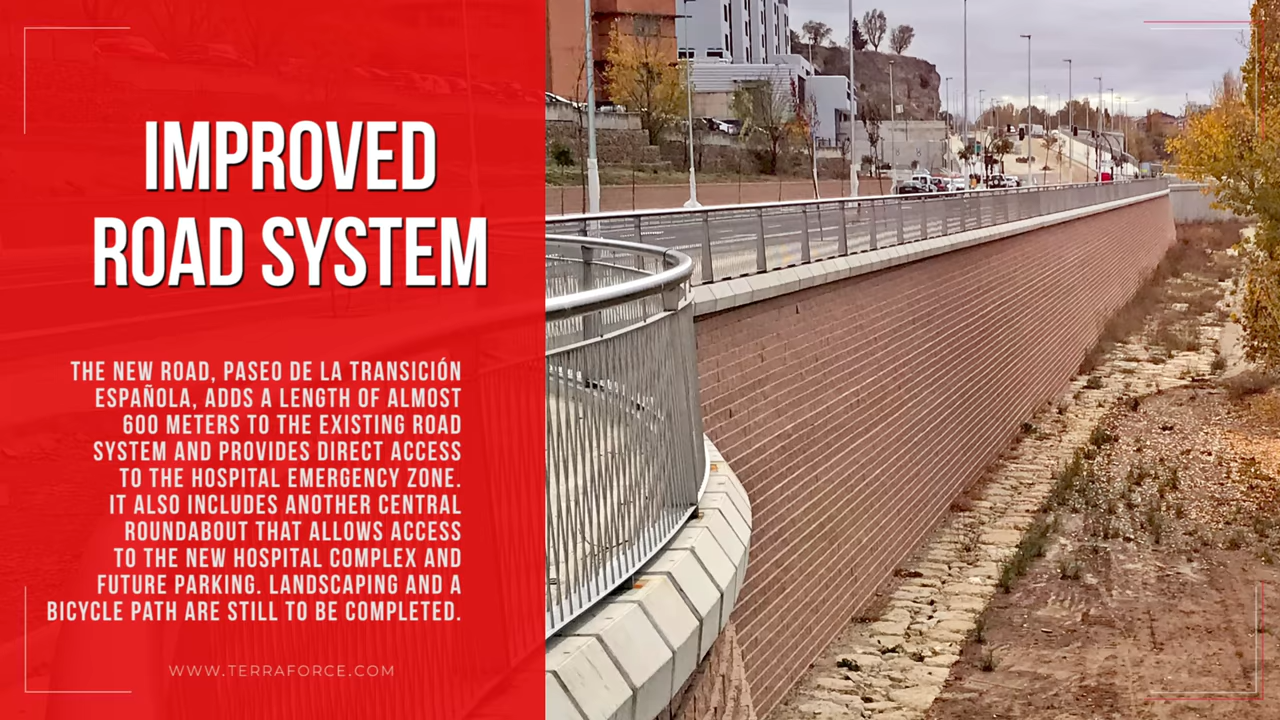 IMPROVED
ROAD SYSTEM
THE NEW ROAD, PASEO DE LA TRANSICIÓN
ESPAÑOLA, ADDS A LENGTH OF ALMOST
600 METERS TO THE EXISTING ROAD
SYSTEM AND PROVIDES DIRECT ACCESS
TO THE HOSPITAL EMERGENCY ZONE.
IT ALSO INCLUDES ANOTHER CENTRAL
ROUNDABOUT THAT ALLOWS ACCESS
TO THE NEW HOSPITAL COMPLEX AND
FUTURE PARKING. LANDSCAPING AND A
BICYCLE PATH ARE STILL TO BE COMPLETED.
WWW.TERRAFORCE.COM